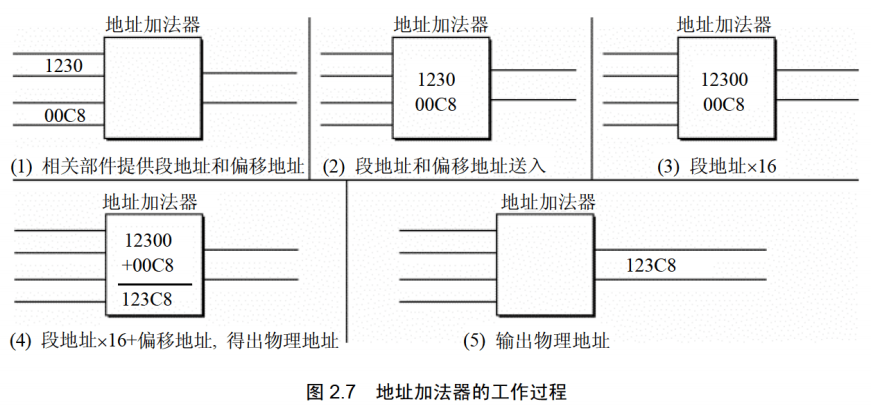 地址加法器
1230
00C8
(1) 相关部件提供段地址和偏移地址
地址加法器
1230
00C8
(2) 段地址和偏移地址送入
地址加法器
12300
00C8
(3) 段地址×16
地址加法器
12300
+00C8
123C8
(4) 段地址×16+偏移地址, 得出物理地址
地址加法器
123C8
(5) 输出物理地址
图 2.7 地址加法器的工作过程